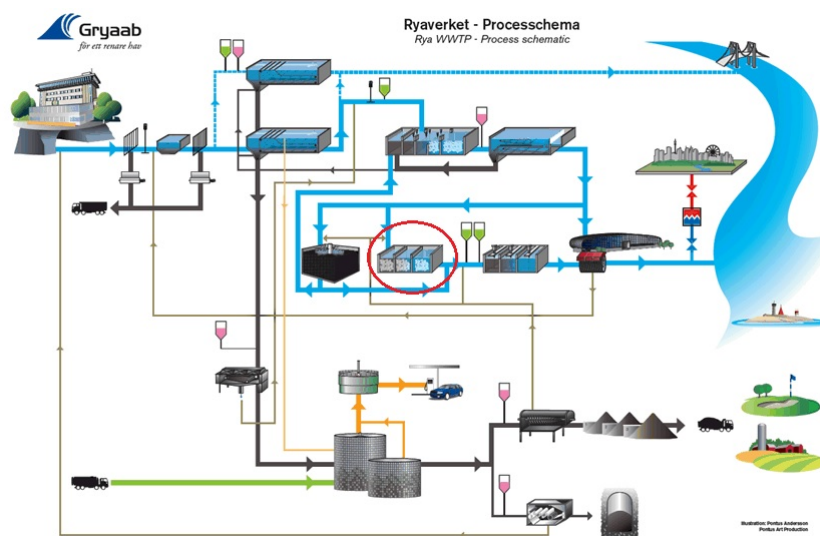 Gryaab
för ett renare hav
Ryaverket - Processchema
Rya WWTP - Process schematic
Illustration: Pontus Andersson
Pontus Art Production